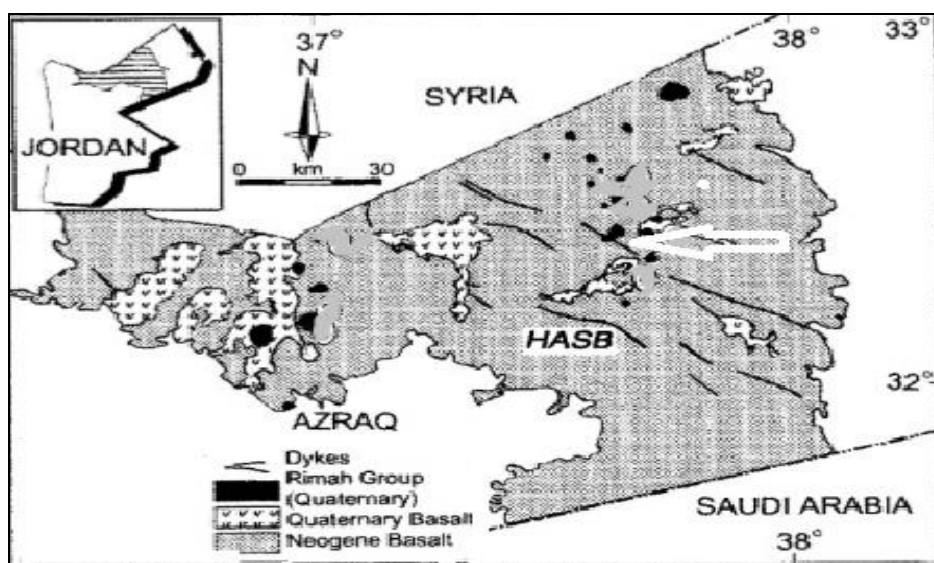 37°
38°
33°
N
SYRIA
JORDAN
0 km 30
HASB
32°
AZRAQ
Dykes
Rimah Group
(Quaternary)
Quaternary Basalt
Neogene Basalt
SAUDI ARABIA
38°